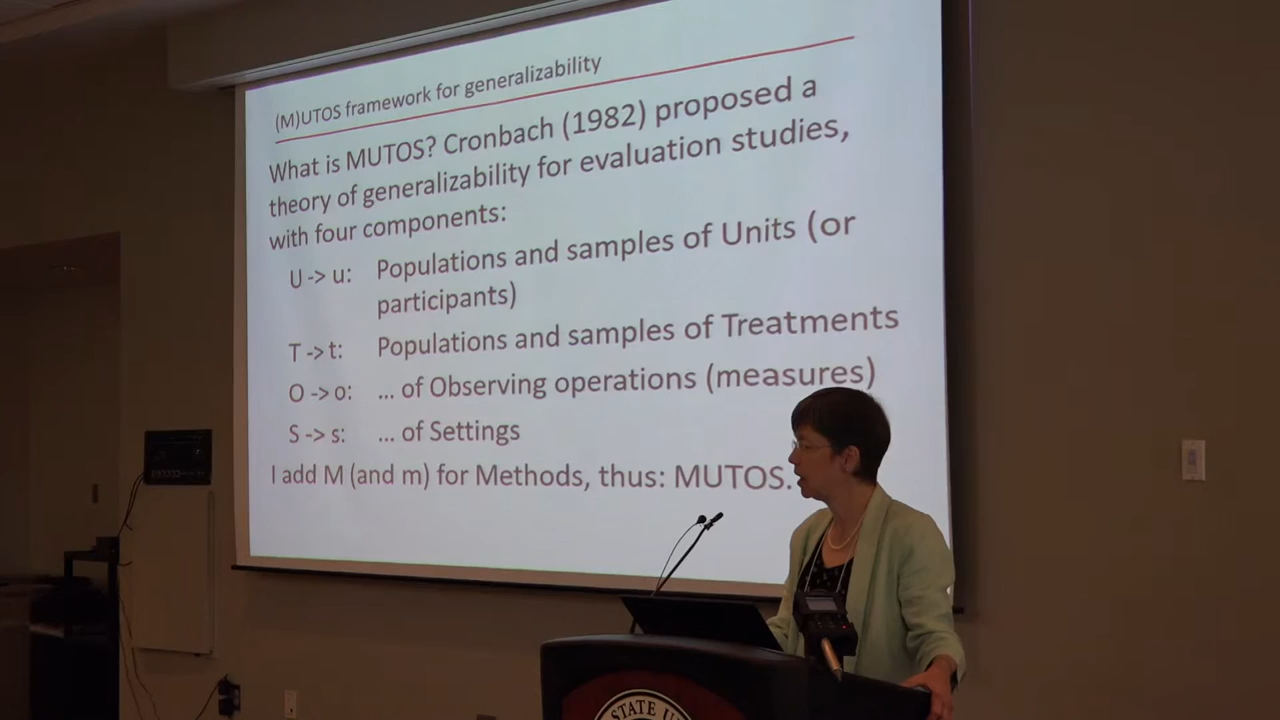 (M)UTOS framework for generalizability
What is MUTOS? Cronbach (1982) proposed a
theory of generalizability for evaluation studies,
with four components:
U -> u: Populations and samples of Units (or
participants)
T -> t: Populations and samples of Treatments
O -> o: ... of Observing operations (measures)
S -> s: ... of Settings
I add M (and m) for Methods, thus: MUTOS.
STATE